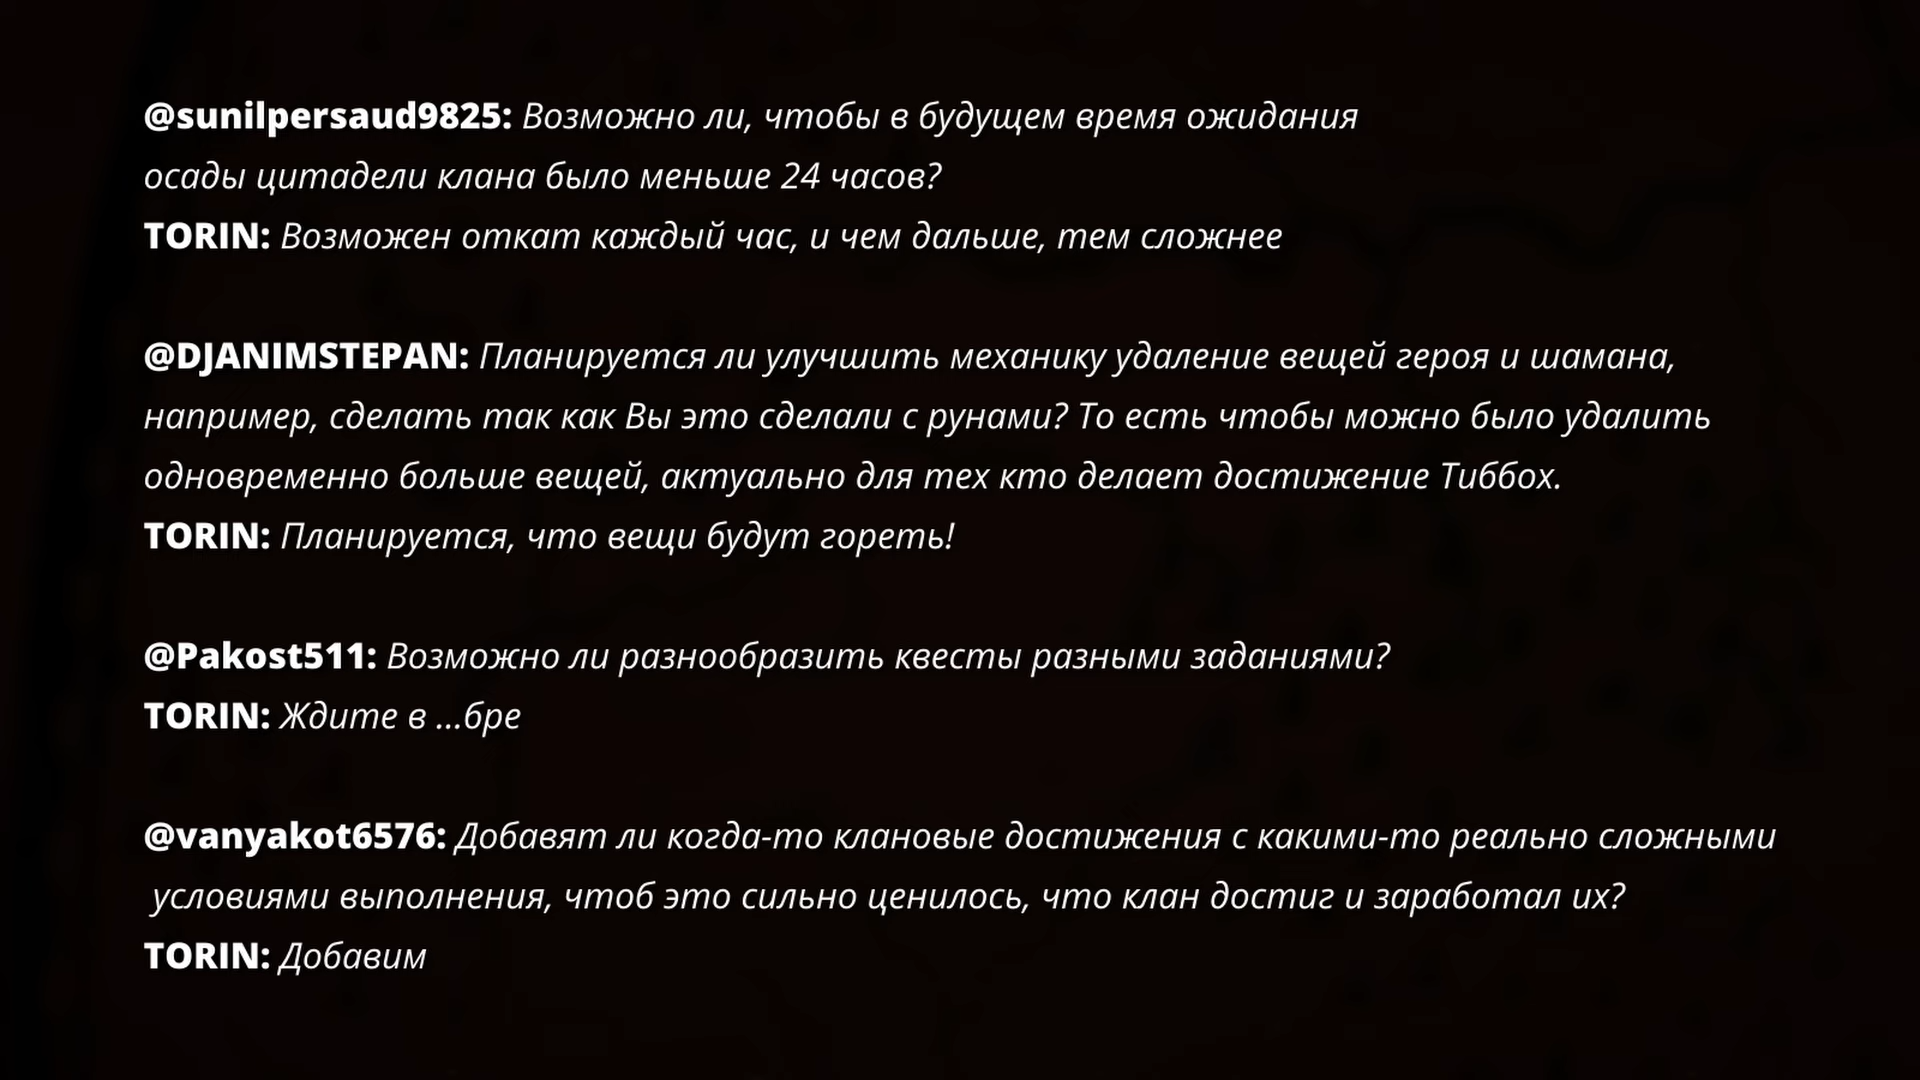 @sunilpersaud9825: Возможно ли, чтобы в будущем время ожидания
осады цитадели клана было меньше 24 часов?
TORIN: Возможен откат каждый час, и чем дальше, тем сложнее
@DJANIMSTEPAN: Планируется ли улучшить механику удаление вещей героя и шамана,
например, сделать так как Вы это сделали с рунами? То есть чтобы можно было удалить
одновременно больше вещей, актуально для тех кто делает достижение Тиббох.
TORIN: Планируется, что вещи будут гореть!
@Pakost511: Возможно ли разнообразить квесты разными заданиями?
TORIN: Ждите в ...бре
@vanyakot6576: Добавят ли когда-то клановые достижения с какими-то реально сложными
условиями выполнения, чтоб это сильно ценилось, что клан достиг и заработал их?
TORIN: Добавим